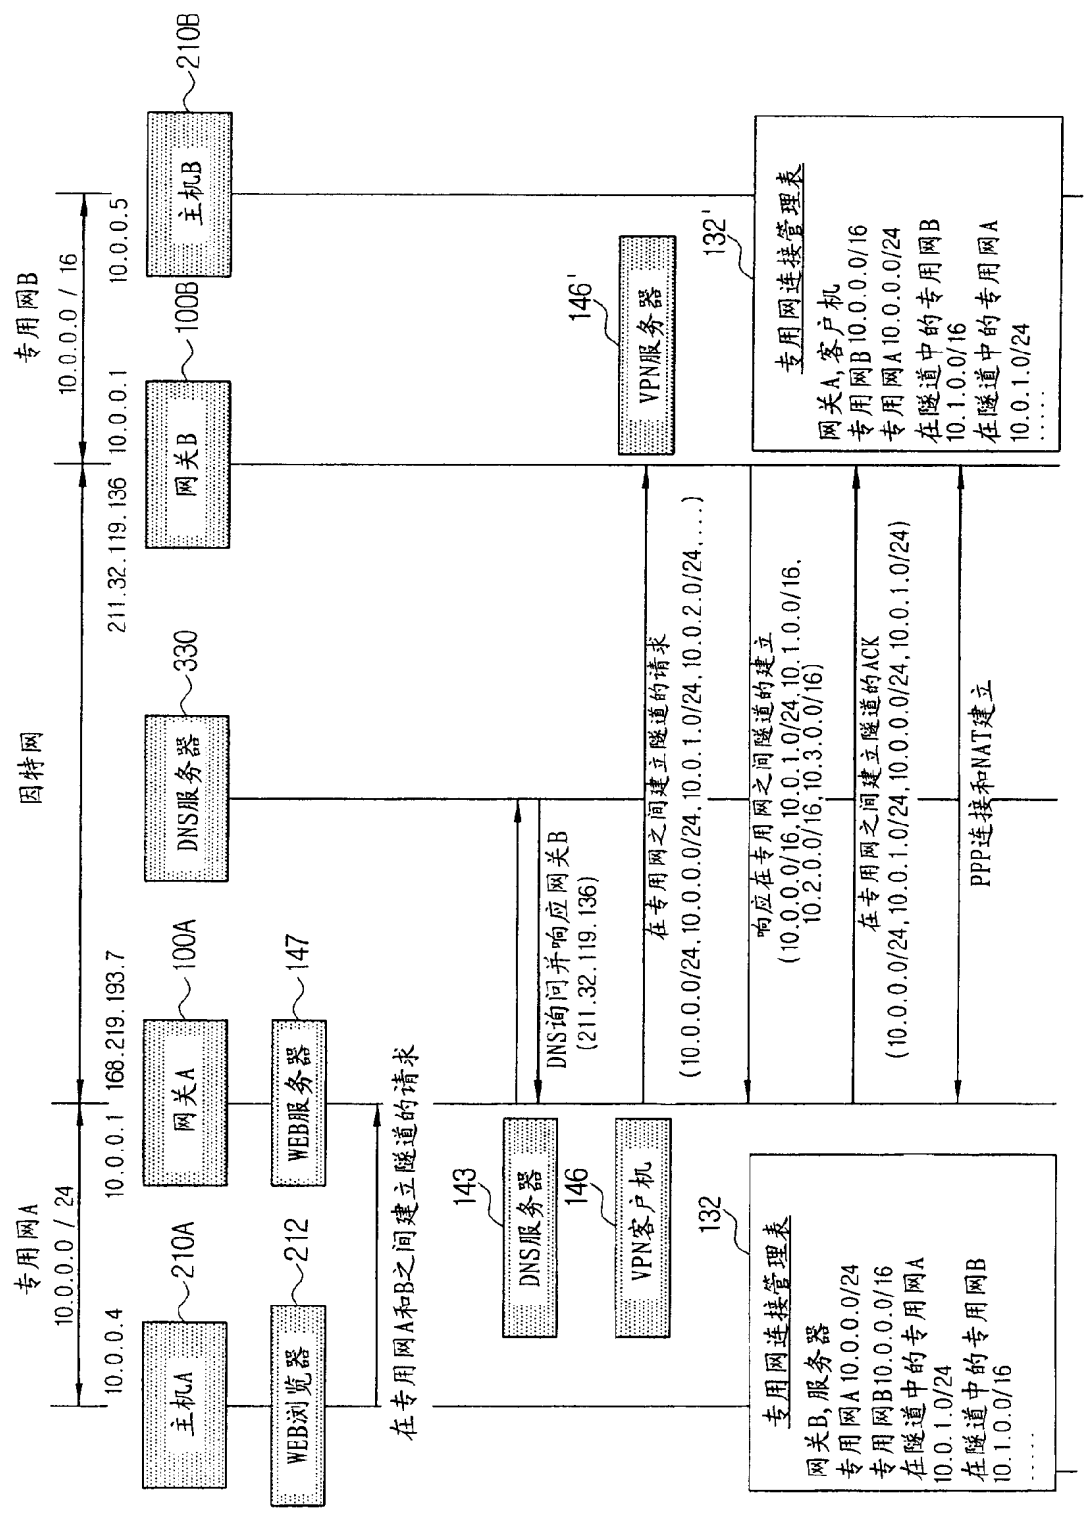 专用网A
因特网
专用网B
10.0.0.0 / 24
10.0.0.0 / 16
10.0.0.4
10.0.0.1
168.219.193.7
211.32.119.136
10.0.0.1
10.0.0.5
210A
100A
330
100B
210B
主机A
网关A
DNS服务器
网关B
主机B
212
147
WEB浏览器
WEB服务器
在专用网A和B之间建立隧道的请求
143
DNS服务器
DNS询问并响应网关B
(211.32.119.136)
146
VPN客户机
146'
VPN服务器
在专用网之间建立隧道的请求
(10.0.0.0/24,10.0.0.0/24,10.0.1.0/24,10.0.2.0/24,...)
响应在专用网之间隧道的建立
(10.0.0.0/16,10.0.1.0/24,10.1.0.0/16,
10.2.0.0/16,10.3.0.0/16)
在专用网之间建立隧道的ACK
(10.0.0.0/24,10.0.1.0/24,10.0.0.0/24,10.0.1.0/24)
PPP连接和NAT建立
132
专用网连接管理表
网关B,服务器
专用网A10.0.0.0/24
专用网B10.0.0.0/16
在隧道中的专用网A
10.0.1.0/24
在隧道中的专用网B
10.1.0.0/16
.....
132'
专用网连接管理表
网关A,客户机
专用网B10.0.0.0/16
专用网A10.0.0.0/24
在隧道中的专用网B
10.1.0.0/16
在隧道中的专用网A
10.0.1.0/24
.....